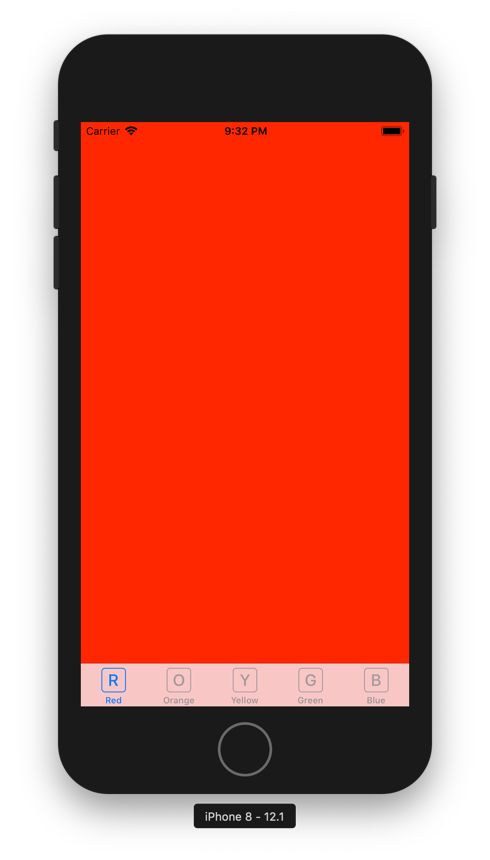 Carrier 9:32 PM
R O Y G B
Red Orange Yellow Green Blue
iPhone 8 - 12.1